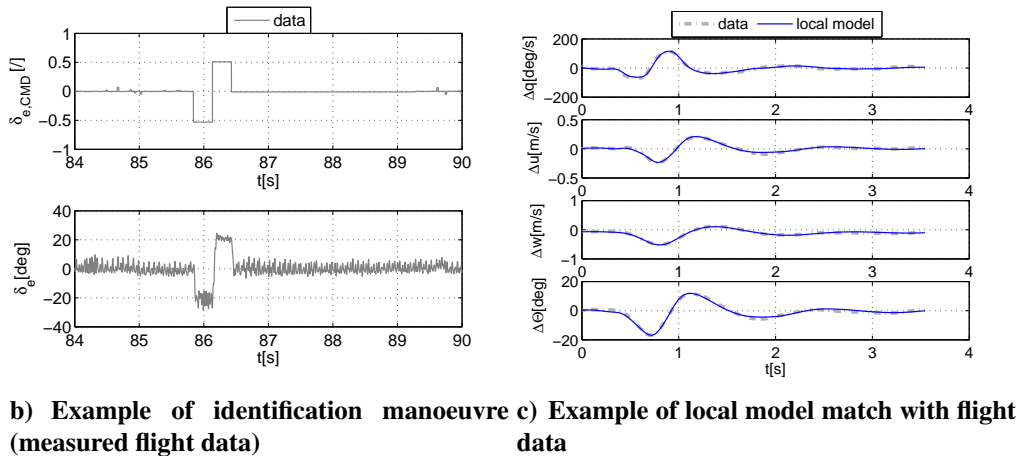 data
δe,CMD [/]
1
0.5
0
−0.5
−1
84 85 86 87 88 89 90
t[s]
δe[deg]
40
20
0
−20
−40
84 85 86 87 88 89 90
t[s]
b) Example of identification manoeuvre
(measured flight data)
data local model
Δq[deg/s]
200
0
−200
0 1 2 3 4
Δu[m/s]
0.5
0
−0.5
0 1 2 3 4
Δw[m/s]
1
0
−1
0 1 2 3 4
ΔΘ[deg]
20
0
−20
0 1 2 3 4
t[s]
c) Example of local model match with flight
data